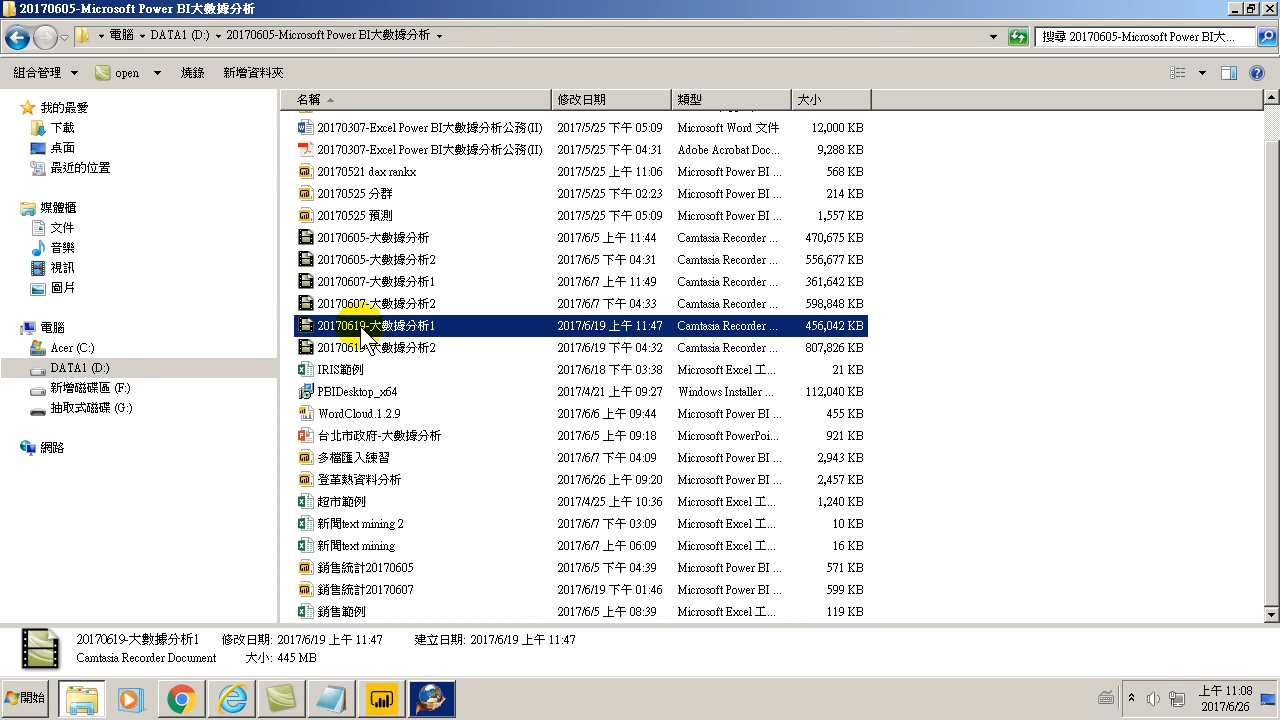 20170605-Microsoft Power BI大數據分析
電腦 DATA1 (D:) 20170605-Microsoft Power BI大數據分析
搜尋 20170605-Microsoft Power BI大...
組合管理 open 燒錄 新增資料夾
我的最愛
下載
桌面
最近的位置
媒體櫃
文件
音樂
視訊
圖片
電腦
Acer (C:)
DATA1 (D:)
新增磁碟區 (F:)
抽取式磁碟 (G:)
網路
名稱 修改日期 類型 大小
20170307-Excel Power BI大數據分析公務(II) 2017/5/25 下午 05:09 Microsoft Word 文件 12,000 KB
20170307-Excel Power BI大數據分析公務(II) 2017/5/25 下午 04:31 Adobe Acrobat Doc... 9,288 KB
20170521 dax rankx 2017/5/25 上午 11:06 Microsoft Power BI ... 568 KB
20170525 分群 2017/5/25 下午 02:23 Microsoft Power BI ... 214 KB
20170525 預測 2017/5/25 下午 05:09 Microsoft Power BI ... 1,557 KB
20170605-大數據分析 2017/6/5 上午 11:44 Camtasia Recorder ... 470,675 KB
20170605-大數據分析2 2017/6/5 下午 04:31 Camtasia Recorder ... 556,677 KB
20170607-大數據分析1 2017/6/7 上午 11:49 Camtasia Recorder ... 361,642 KB
20170607-大數據分析2 2017/6/7 下午 04:33 Camtasia Recorder ... 598,848 KB
20170619-大數據分析1 2017/6/19 上午 11:47 Camtasia Recorder ... 456,042 KB
20170619-大數據分析2 2017/6/19 下午 04:32 Camtasia Recorder ... 807,826 KB
IRIS範例 2017/6/18 下午 03:38 Microsoft Excel 工... 21 KB
PBIDesktop_x64 2017/4/21 上午 09:27 Windows Installer ... 112,040 KB
WordCloud.1.2.9 2017/6/6 上午 09:44 Microsoft Power BI ... 455 KB
台北市政府-大數據分析 2017/6/5 上午 09:18 Microsoft PowerPoi... 921 KB
多檔匯入練習 2017/6/7 下午 04:09 Microsoft Power BI ... 2,943 KB
登革熱資料分析 2017/6/26 上午 09:20 Microsoft Power BI ... 2,457 KB
超市範例 2017/4/25 上午 10:36 Microsoft Excel 工... 1,240 KB
新聞text mining 2 2017/6/7 下午 03:09 Microsoft Excel 工... 10 KB
新聞text mining 2017/6/7 下午 06:09 Microsoft Excel 工... 16 KB
銷售統計20170605 2017/6/5 下午 04:39 Microsoft Power BI ... 571 KB
銷售統計20170607 2017/6/19 下午 01:46 Microsoft Power BI ... 599 KB
銷售範例 2017/6/5 上午 08:39 Microsoft Excel 工... 119 KB
20170619-大數據分析1 修改日期: 2017/6/19 上午 11:47 建立日期: 2017/6/19 上午 11:47
Camtasia Recorder Document 大小: 445 MB
開始
上午 11:08
2017/6/26